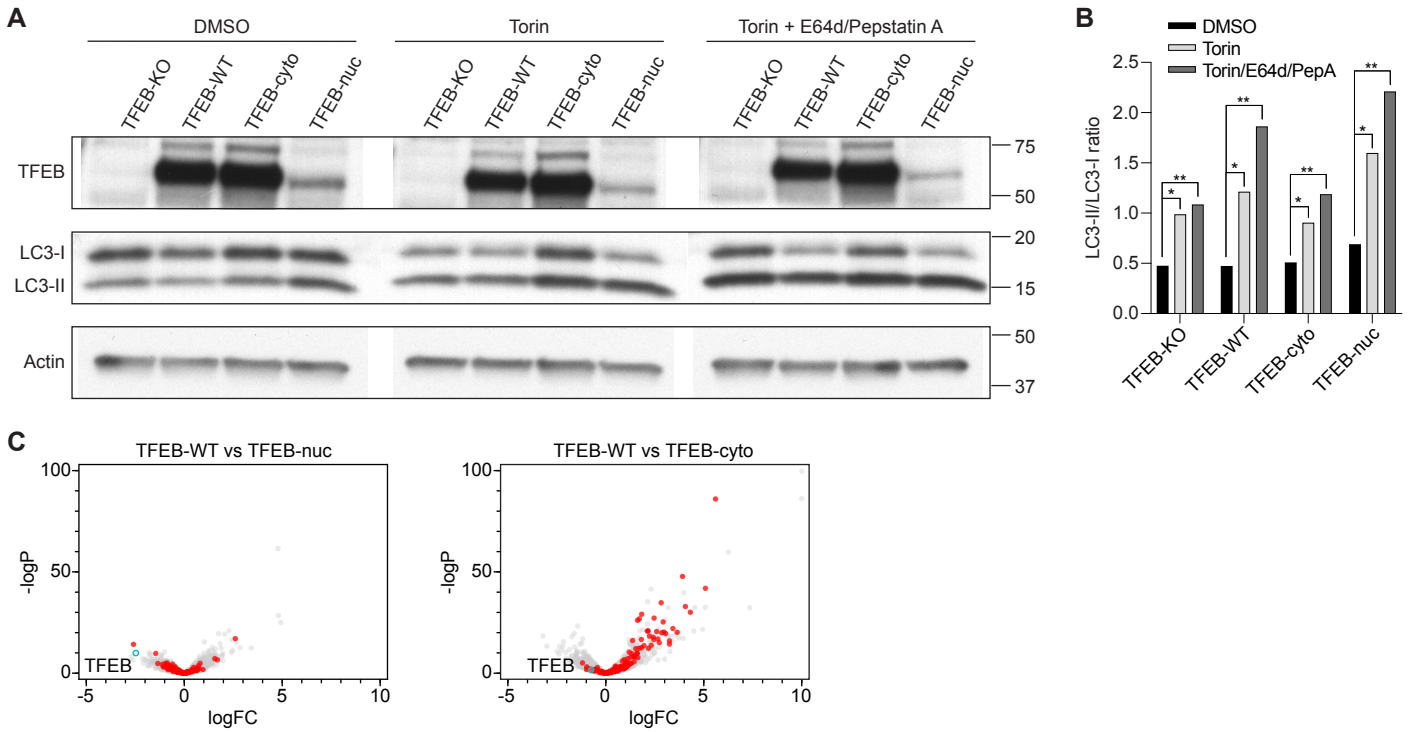 A
DMSO
Torin
Torin + E64d/Pepstatin A
TFEB-KO
TFEB-WT
TFEB-cyto
TFEB-nuc
TFEB-KO
TFEB-WT
TFEB-cyto
TFEB-nuc
TFEB-KO
TFEB-WT
TFEB-cyto
TFEB-nuc
TFEB
75
50
LC3-I
LC3-II
20
15
Actin
50
37
B
DMSO
Torin
Torin/E64d/PepA
LC3-II/LC3-I ratio
2.5
2.0
1.5
1.0
0.5
0.0
* **
* **
* **
* **
TFEB-KO
TFEB-WT
TFEB-cyto
TFEB-nuc
C
TFEB-WT vs TFEB-nuc
-logP
100
50
0
TFEB
-5 0 5 10
logFC
TFEB-WT vs TFEB-cyto
-logP
100
50
0
TFEB
-5 0 5 10
logFC